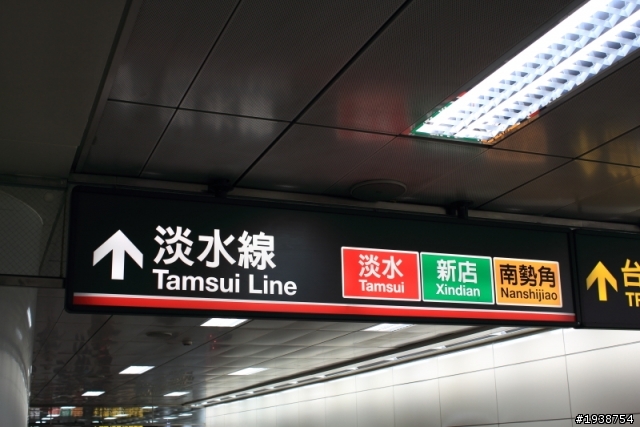 淡水線
Tamsui Line
淡水
Tamsui
新店
Xindian
南勢角
Nanshijiao
#1938754